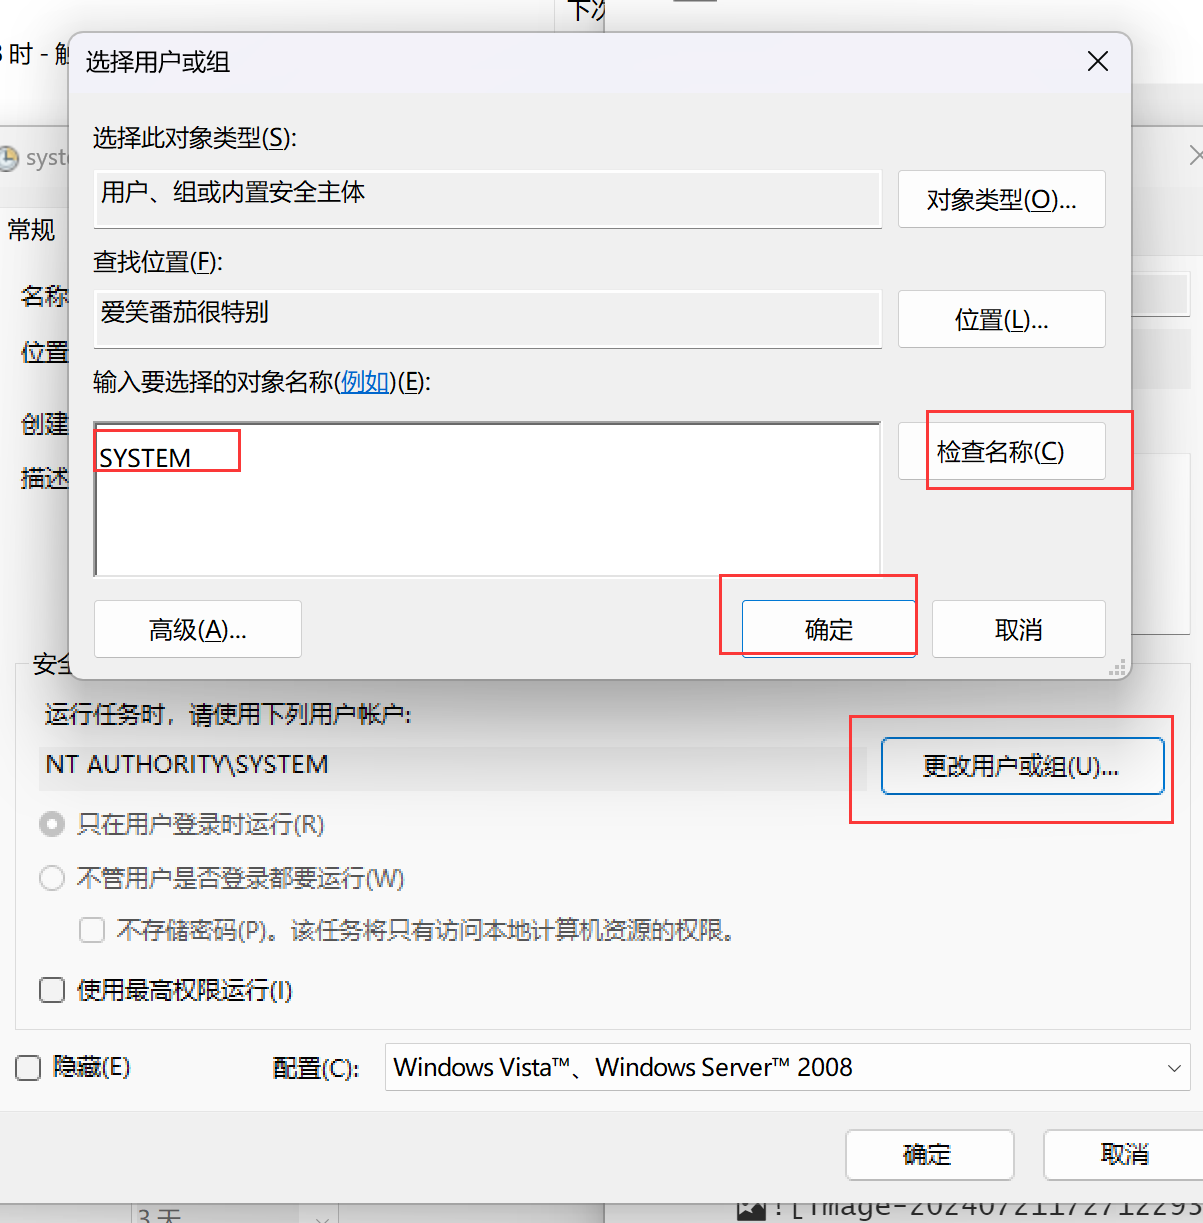 下次
时 - 触
选择用户或组
选择此对象类型(S):
用户、组或内置安全主体
对象类型(O)...
查找位置(F):
爱笑番茄很特别
位置(L)...
输入要选择的对象名称(例如)(E):
SYSTEM
检查名称(C)
高级(A)...
确定
取消
syst
常规
名称
位置
创建
描述
安全
运行任务时，请使用下列用户帐户:
NT AUTHORITY\SYSTEM
更改用户或组(U)...
只在用户登录时运行(R)
不管用户是否登录都要运行(W)
不存储密码(P)。该任务将只有访问本地计算机资源的权限。
使用最高权限运行(I)
隐藏(E)
配置(C):
Windows Vista™、Windows Server™ 2008
确定
取消
3 天
![image-20240721172712293